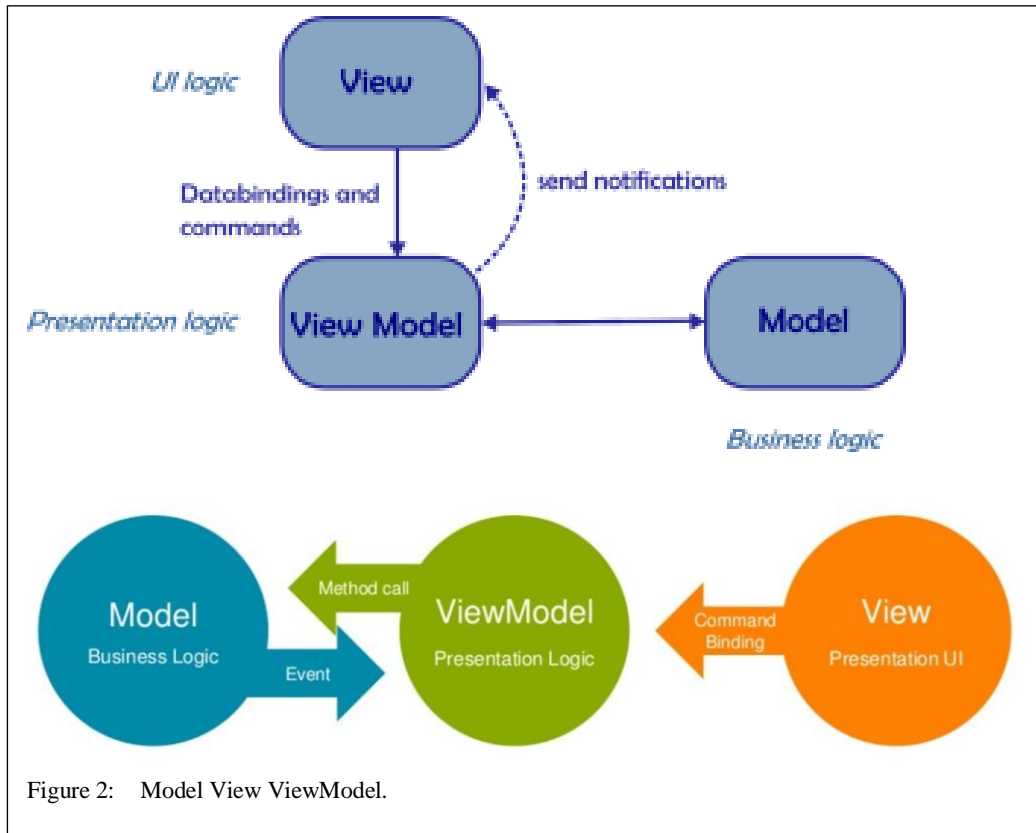 UI logic
View
Databindings and
commands
send notifications
Presentation logic
View Model
Model
Business logic
Model
Business Logic
Method call
Event
ViewModel
Presentation Logic
Command
Binding
View
Presentation UI
Figure 2: Model View ViewModel.